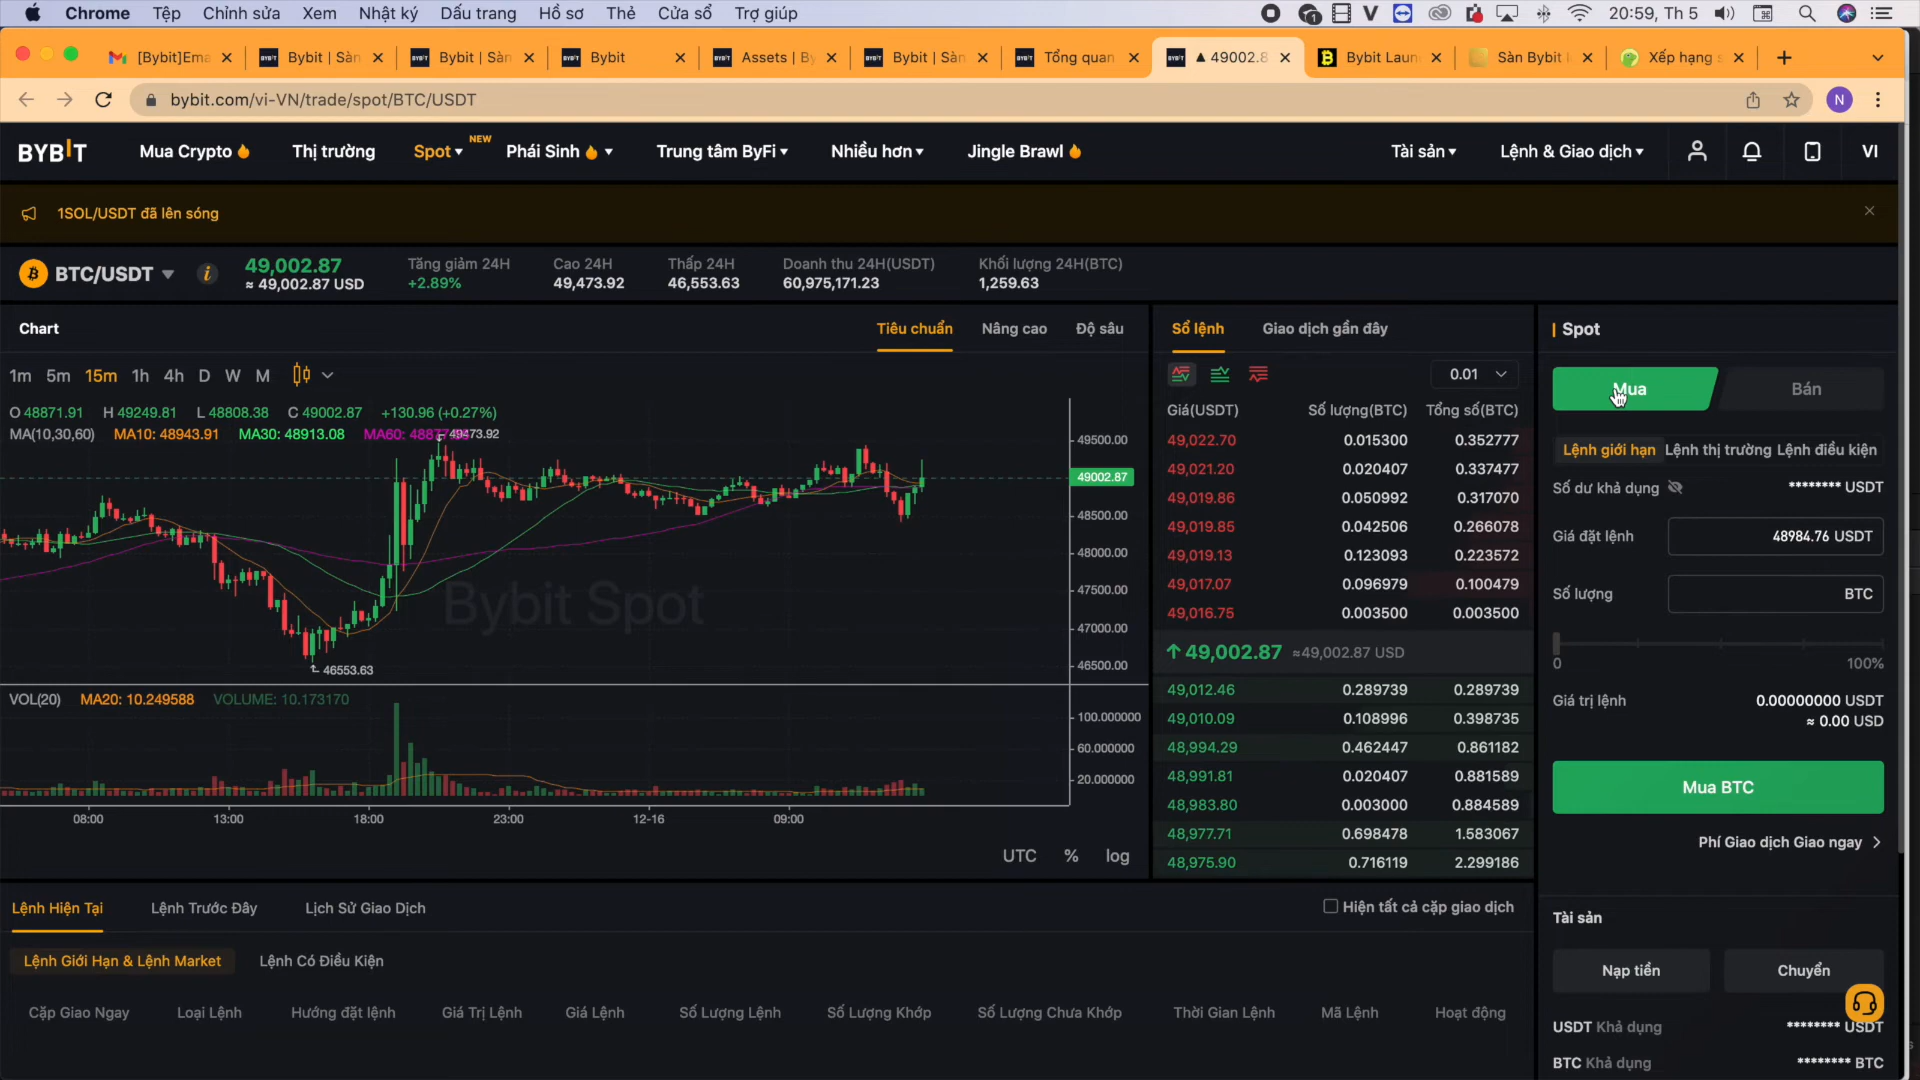 Chrome Tệp Chỉnh sửa Xem Nhật ký Dấu trang Hồ sơ Thẻ Cửa sổ Trợ giúp 20:59, Th 5
[Bybit]Ema Bybit | Sàn Bybit | Sàn Bybit Assets | By Bybit | Sàn Tổng quan ▲ 49002.8 Bybit Laun Sàn Bybit Xếp hạng s
bybit.com/vi-VN/trade/spot/BTC/USDT N
BYBIT Mua Crypto Thị trường Spot NEW Phái Sinh Trung tâm ByFi Nhiều hơn Jingle Brawl Tài sản Lệnh & Giao dịch VI
1SOL/USDT đã lên sóng
BTC/USDT 49,002.87 ≈ 49,002.87 USD
Tăng giảm 24H +2.89%
Cao 24H 49,473.92
Thấp 24H 46,553.63
Doanh thu 24H(USDT) 60,975,171.23
Khối lượng 24H(BTC) 1,259.63
Chart Tiêu chuẩn Nâng cao Độ sâu
1m 5m 15m 1h 4h D W M
O 48871.91 H 49249.81 L 48808.38 C 49002.87 +130.96 (+0.27%)
MA(10,30,60) MA10: 48943.91 MA30: 48913.08 MA60: 4887 49473.92
49500.00
49002.87
48500.00
48000.00
47500.00
47000.00
46500.00
Bybit Spot
46553.63
VOL(20) MA20: 10.249588 VOLUME: 10.173170
100.000000
60.000000
20.000000
08:00 13:00 18:00 23:00 12-16 09:00
UTC % log
Sổ lệnh Giao dịch gần đây
0.01
Giá(USDT) Số lượng(BTC) Tổng số(BTC)
49,022.70 0.015300 0.352777
49,021.20 0.020407 0.337477
49,019.86 0.050992 0.317070
49,019.85 0.042506 0.266078
49,019.13 0.123093 0.223572
49,017.07 0.096979 0.100479
49,016.75 0.003500 0.003500
↑ 49,002.87 ≈49,002.87 USD
49,012.46 0.289739 0.289739
49,010.09 0.108996 0.398735
48,994.29 0.462447 0.861182
48,991.81 0.020407 0.881589
48,983.80 0.003000 0.884589
48,977.71 0.698478 1.583067
48,975.90 0.716119 2.299186
Spot
Mua Bán
Lệnh giới hạn Lệnh thị trường Lệnh điều kiện
Số dư khả dụng ******** USDT
Giá đặt lệnh 48984.76 USDT
Số lượng BTC
0 100%
Giá trị lệnh 0.00000000 USDT
≈ 0.00 USD
Mua BTC
Phí Giao dịch Giao ngay
Tài sản
Nạp tiền Chuyển
USDT Khả dụng ******** USDT
BTC Khả dụng ******** BTC
Lệnh Hiện Tại Lệnh Trước Đây Lịch Sử Giao Dịch Hiện tất cả cặp giao dịch
Lệnh Giới Hạn & Lệnh Market Lệnh Có Điều Kiện
Cặp Giao Ngay Loại Lệnh Hướng đặt lệnh Giá Trị Lệnh Giá Lệnh Số Lượng Lệnh Số Lượng Khớp Số Lượng Chưa Khớp Thời Gian Lệnh Mã Lệnh Hoạt động